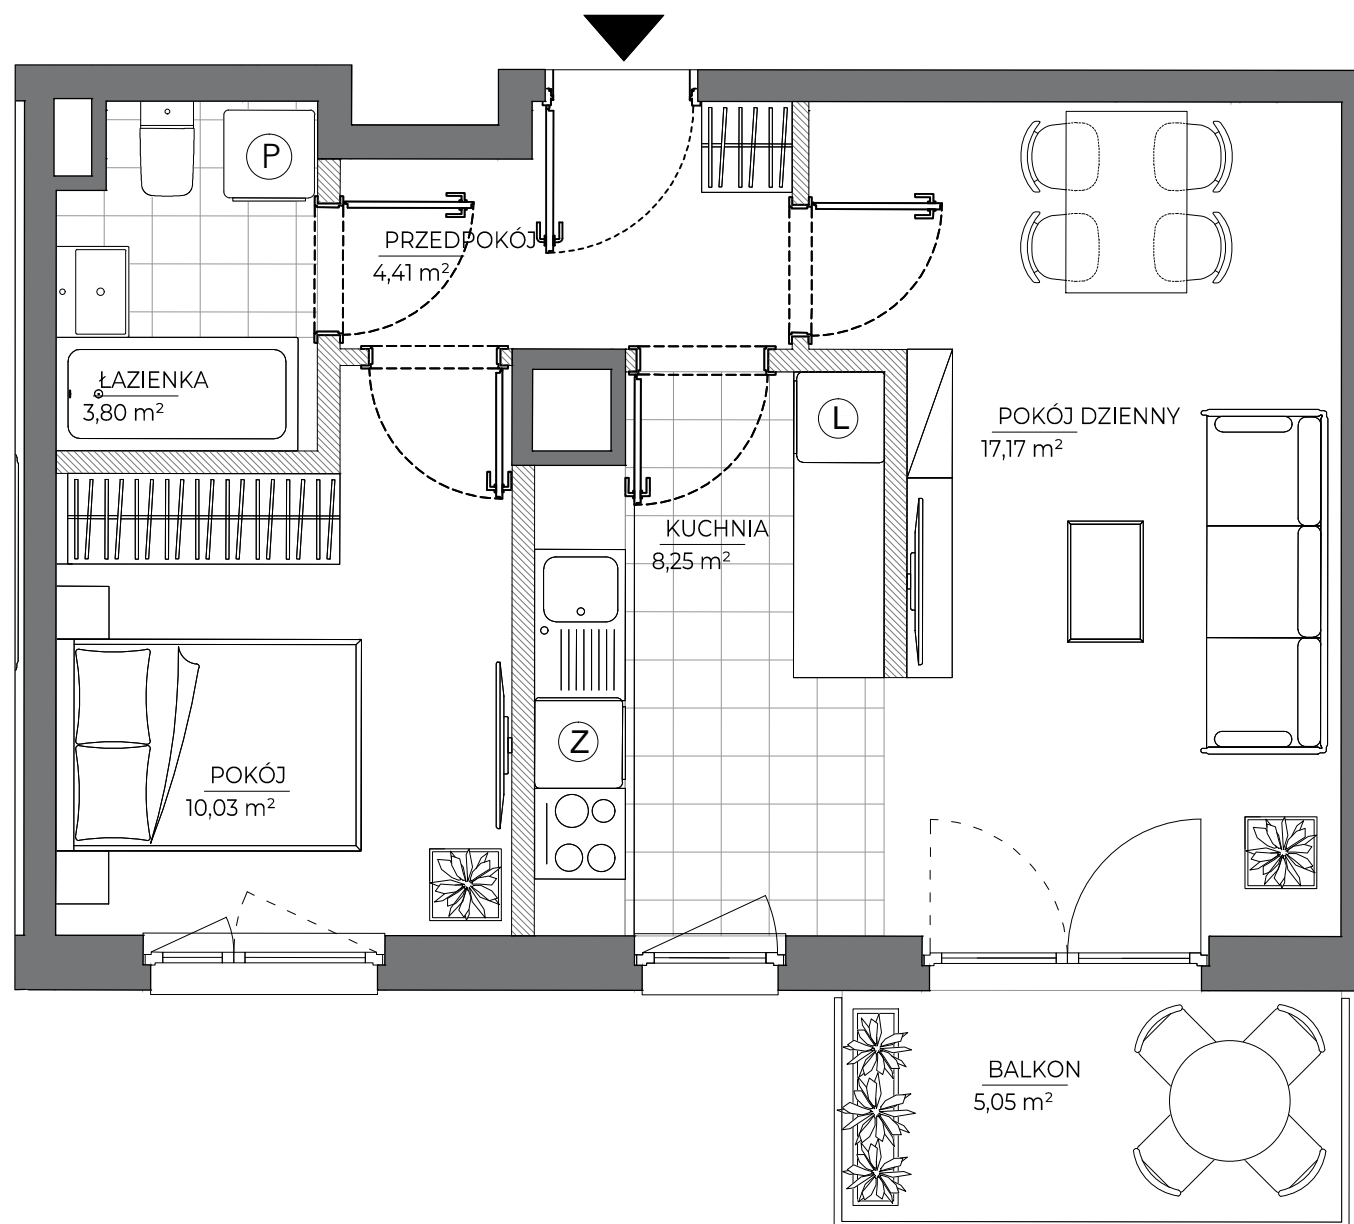 P
PRZEDPOKÓJ
4,41 m²
ŁAZIENKA
3,80 m²
L
POKÓJ DZIENNY
17,17 m²
KUCHNIA
8,25 m²
Z
POKÓJ
10,03 m²
BALKON
5,05 m²